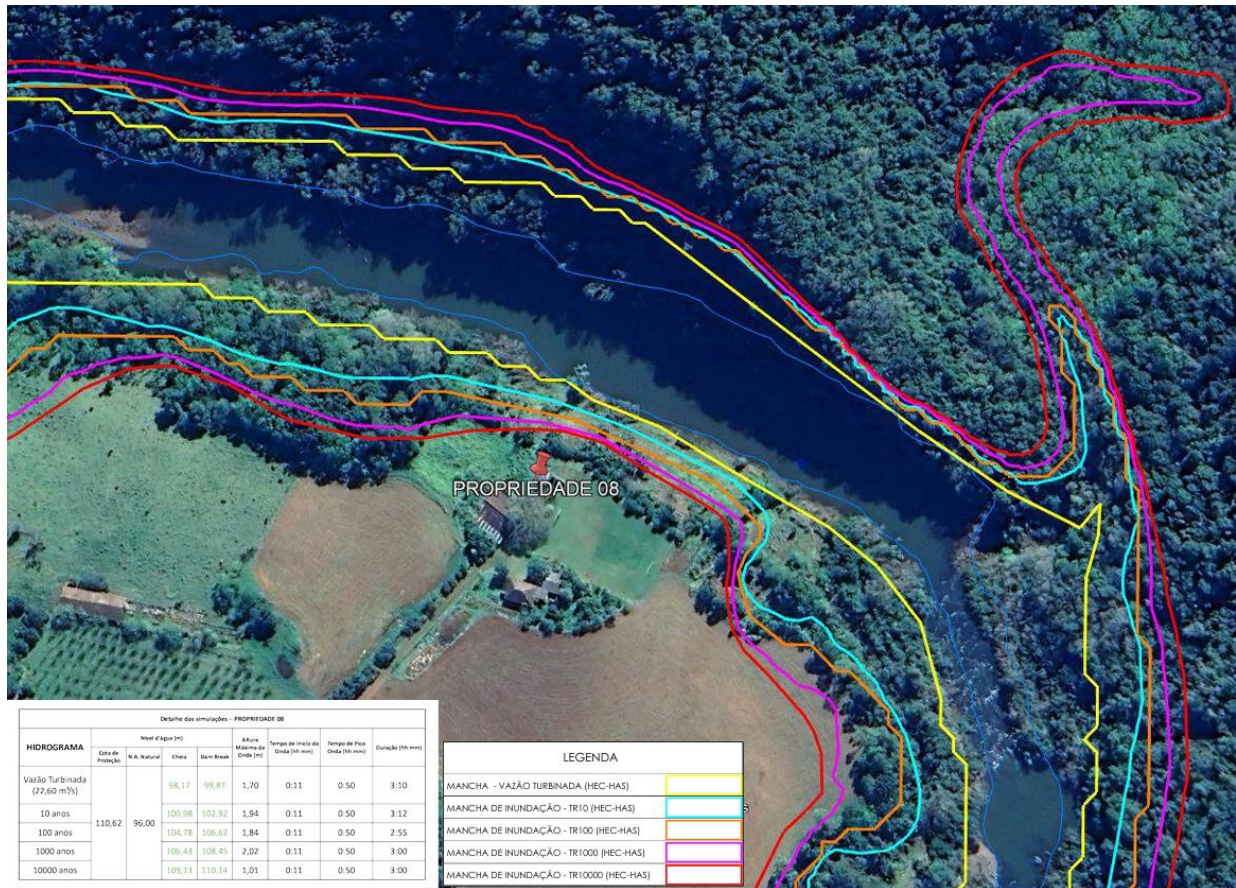 PROPRIEDADE 08
Detalhe das simulações – PROPRIEDADE 08
HIDROGRAMA
Nível d'água (m)
Cota de Proteção
N.A. Natural
Cheia
Dam Break
Altura Máxima da Onda (m)
Tempo de Início da Onda (hh:mm)
Tempo de Pico Onda (hh:mm)
Duração (hh:mm)
Vazão Turbinada (22,60 m³/s) 98,17 99,87 1,70 0:11 0:50 3:10
10 anos 100,98 102,92 1,94 0:11 0:50 3:12
110,62 96,00
100 anos 104,78 106,62 1,84 0:11 0:50 2:55
1000 anos 106,43 108,45 2,02 0:11 0:50 3:00
10000 anos 109,13 110,14 1,01 0:11 0:50 3:00
LEGENDA
MANCHA - VAZÃO TURBINADA (HEC-HAS)
MANCHA DE INUNDAÇÃO - TR10 (HEC-HAS)
MANCHA DE INUNDAÇÃO - TR100 (HEC-HAS)
MANCHA DE INUNDAÇÃO - TR1000 (HEC-HAS)
MANCHA DE INUNDAÇÃO - TR10000 (HEC-HAS)